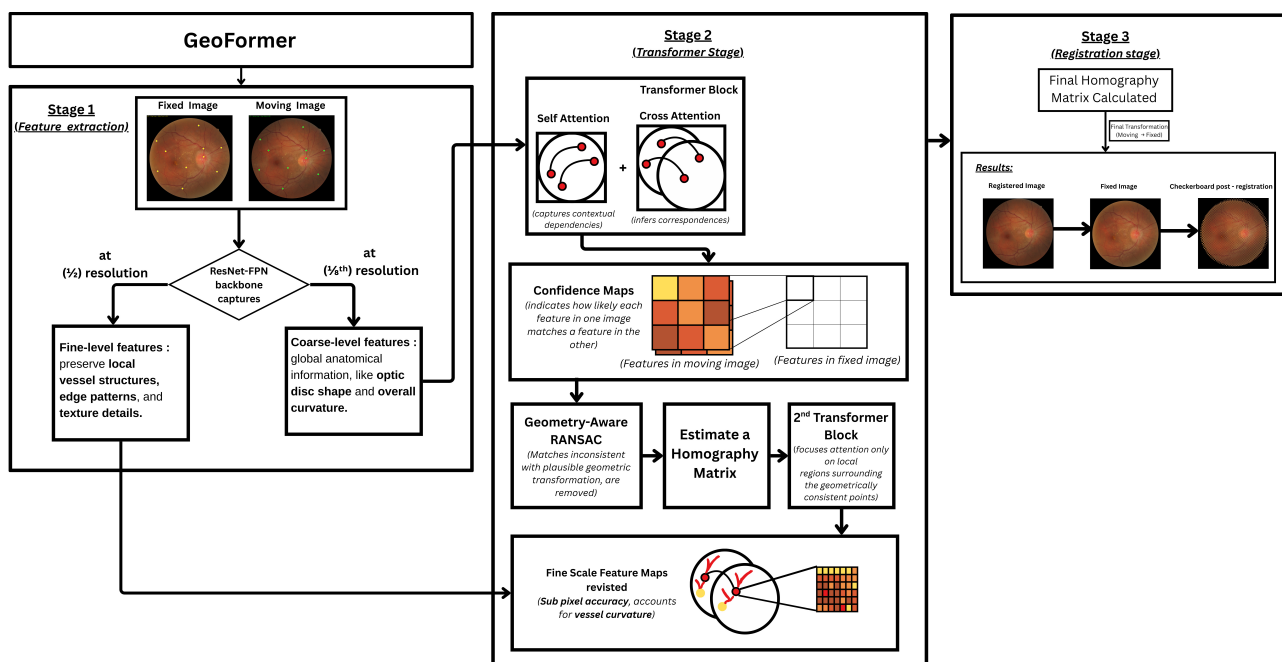 GeoFormer
Stage 1
(Feature extraction)
Fixed Image
Moving Image
at
(½) resolution
ResNet-FPN
backbone
captures
at
(⅛ᵗʰ) resolution
Fine-level features :
preserve local
vessel structures,
edge patterns, and
texture details.
Coarse-level features :
global anatomical
information, like optic
disc shape and overall
curvature.
Stage 2
(Transformer Stage)
Transformer Block
Self Attention
Cross Attention
+
(captures contextual
dependencies)
(infers correspondences)
Confidence Maps
(indicates how likely each
feature in one image
matches a feature in the
other)
(Features in moving image)
(Features in fixed image)
Geometry-Aware
RANSAC
(Matches inconsistent
with plausible geometric
transformation, are
removed)
Estimate a
Homography
Matrix
2ⁿᵈ Transformer
Block
(focuses attention only
on local
regions surrounding
the geometrically
consistent points)
Fine Scale Feature Maps
revisted
(Sub pixel accuracy, accounts
for vessel curvature)
Stage 3
(Registration stage)
Final Homography
Matrix Calculated
Final Transformation
(Moving → Fixed)
Results:
Registered Image
Fixed Image
Checkerboard post - registration